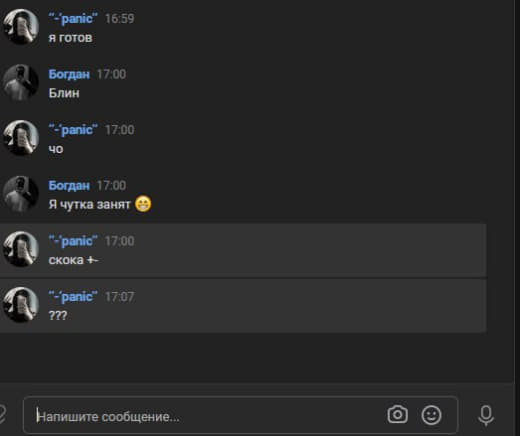 “-‘panic” 16:59
я готов
Богдан 17:00
Блин
“-‘panic” 17:00
чо
Богдан 17:00
Я чутка занят 😁
“-‘panic” 17:00
скока +-
“-‘panic” 17:07
???
Напишите сообщение...